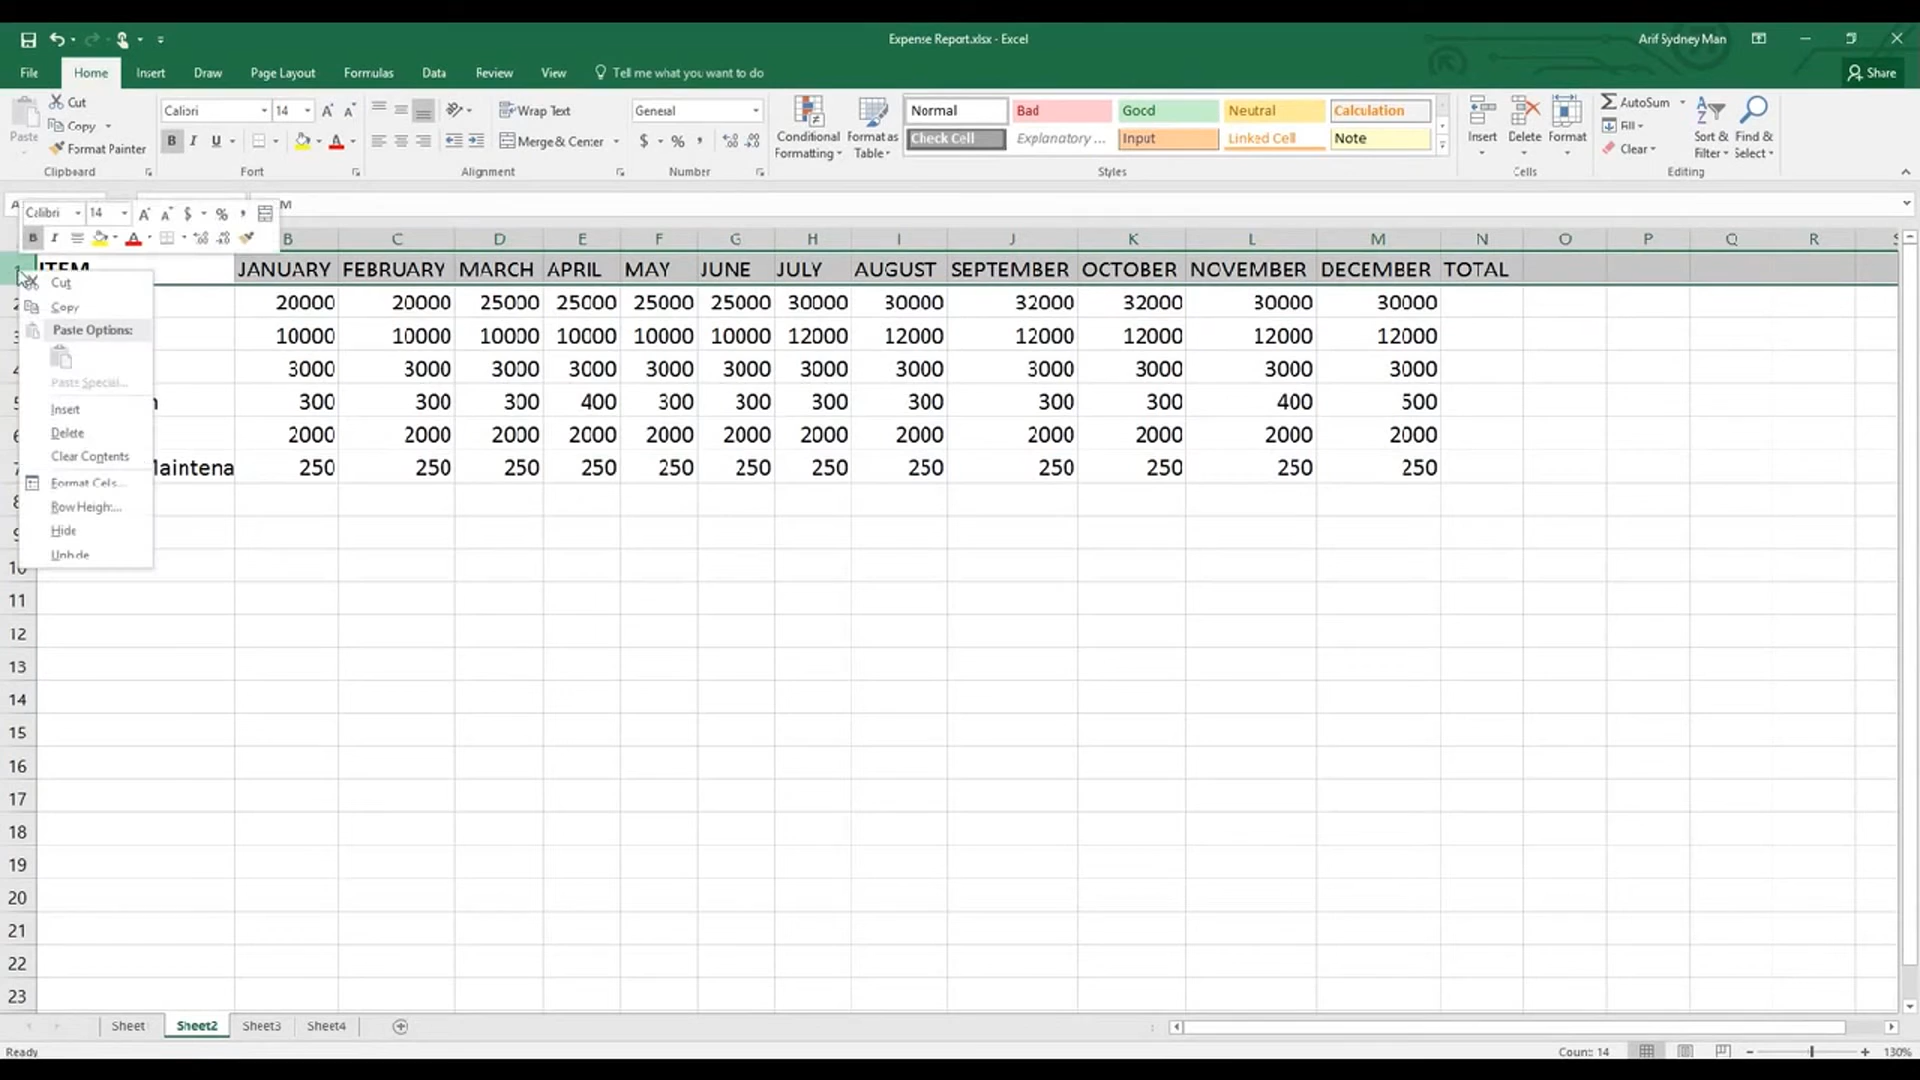 Expense Report.xlsx - Excel
Arif Sydney Man
File Home Insert Draw Page Layout Formulas Data Review View Tell me what you want to do Share
Paste
Cut
Copy
Format Painter
Clipboard
Calibri 14
B I U
Font
Wrap Text
Merge & Center
Alignment
General
$ % ,
Number
Conditional Formatting
Format as Table
Normal Bad Good Neutral Calculation
Check Cell Explanatory ... Input Linked Cell Note
Styles
Insert Delete Format
Cells
AutoSum
Fill
Clear
Sort & Filter
Find & Select
Editing
Calibri 14 $ % ,
B I
B C D E F G H I J K L M N O P Q R
ITEM JANUARY FEBRUARY MARCH APRIL MAY JUNE JULY AUGUST SEPTEMBER OCTOBER NOVEMBER DECEMBER TOTAL
20000 20000 25000 25000 25000 25000 30000 30000 32000 32000 30000 30000
10000 10000 10000 10000 10000 10000 12000 12000 12000 12000 12000 12000
3000 3000 3000 3000 3000 3000 3000 3000 3000 3000 3000 3000
300 300 300 400 300 300 300 300 300 300 400 500
2000 2000 2000 2000 2000 2000 2000 2000 2000 2000 2000 2000
250 250 250 250 250 250 250 250 250 250 250 250
Cut
Copy
Paste Options:
Paste Special...
Insert
Delete
Clear Contents
Format Cells...
Row Height...
Hide
Unhide
10
11
12
13
14
15
16
17
18
19
20
21
22
23
Sheet Sheet2 Sheet3 Sheet4
Ready
Count: 14
130%